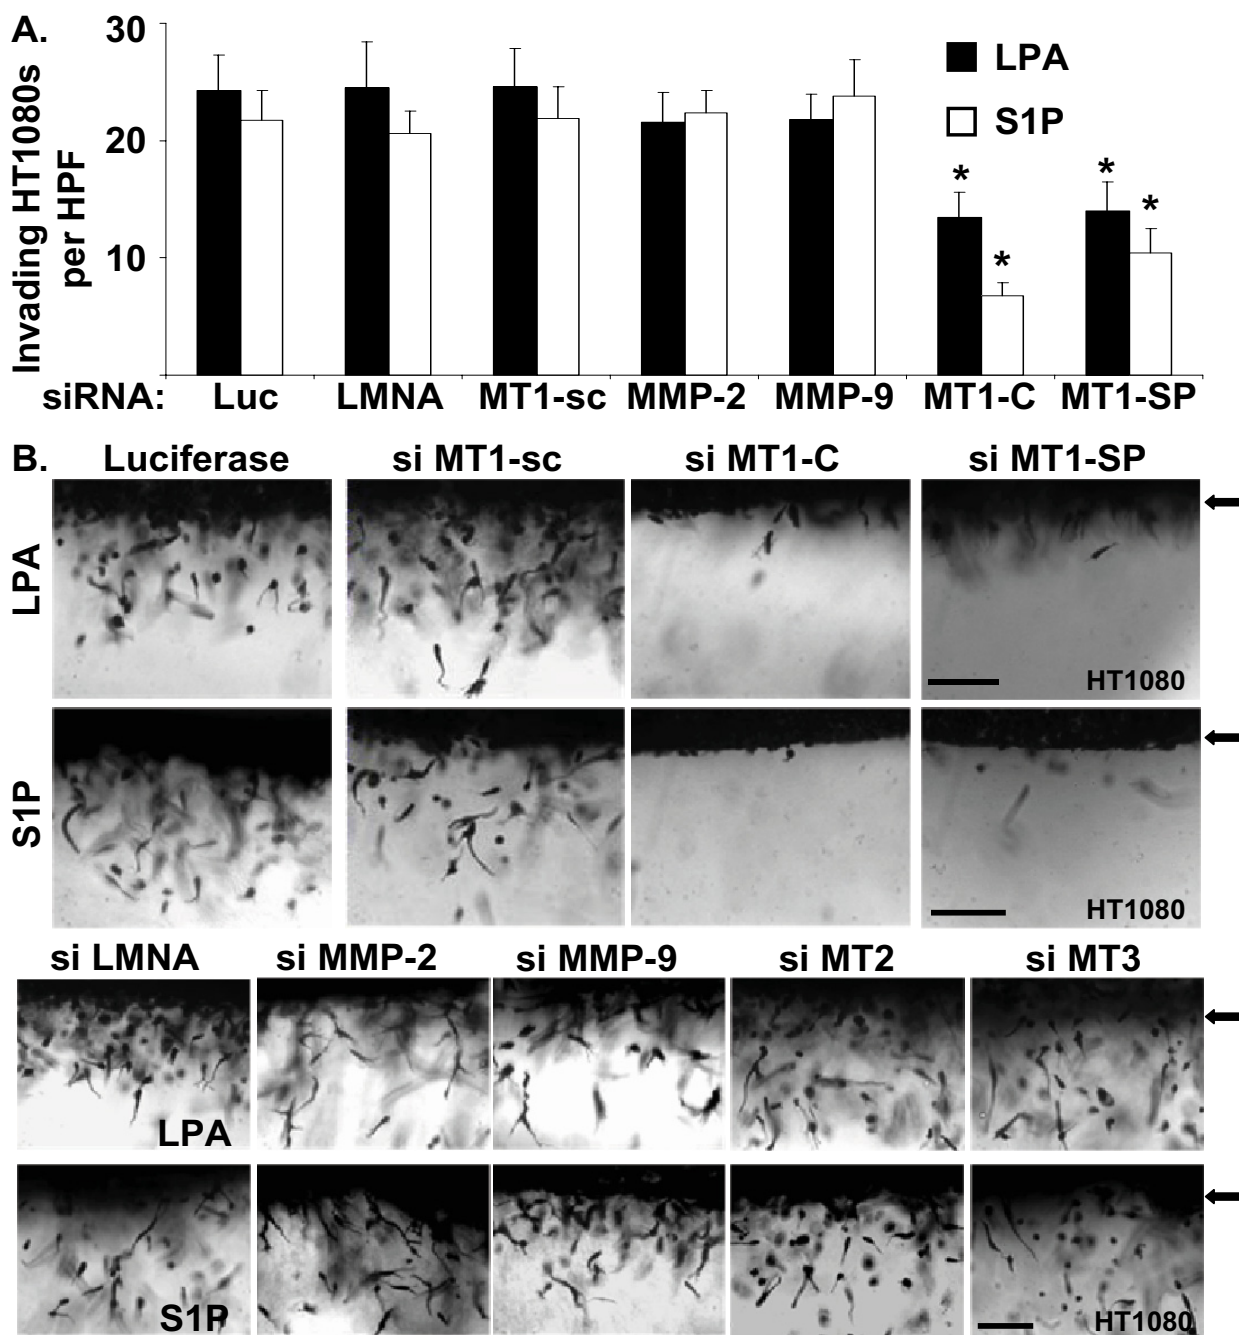 A.
30
20
10
Invading HT1080s
per HPF
LPA
S1P
* * * *
siRNA: Luc LMNA MT1-sc MMP-2 MMP-9 MT1-C MT1-SP
B. Luciferase si MT1-sc si MT1-C si MT1-SP
LPA
HT1080
S1P
HT1080
si LMNA si MMP-2 si MMP-9 si MT2 si MT3
LPA
S1P
HT1080